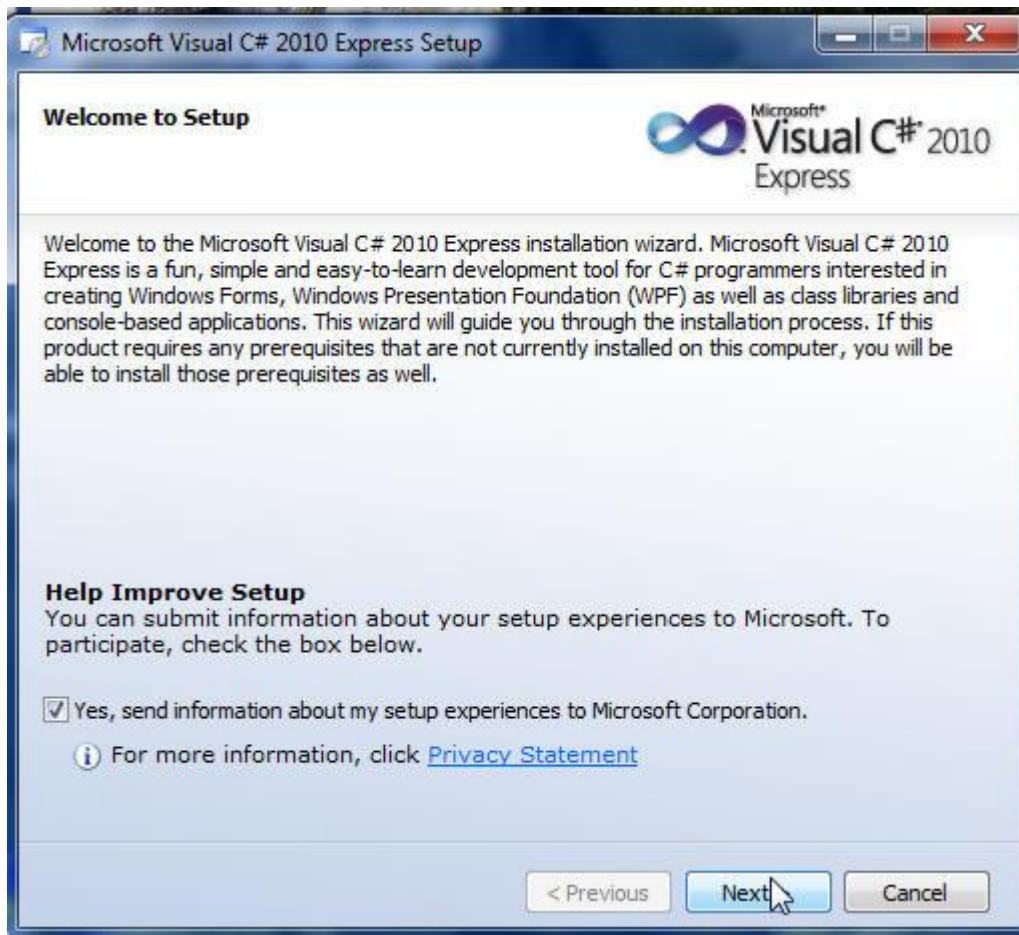 Microsoft Visual C# 2010 Express Setup
Welcome to Setup
Microsoft®
Visual C#® 2010
Express
Welcome to the Microsoft Visual C# 2010 Express installation wizard. Microsoft Visual C# 2010
Express is a fun, simple and easy-to-learn development tool for C# programmers interested in
creating Windows Forms, Windows Presentation Foundation (WPF) as well as class libraries and
console-based applications. This wizard will guide you through the installation process. If this
product requires any prerequisites that are not currently installed on this computer, you will be
able to install those prerequisites as well.
Help Improve Setup
You can submit information about your setup experiences to Microsoft. To
participate, check the box below.
Yes, send information about my setup experiences to Microsoft Corporation.
For more information, click Privacy Statement
< Previous Next Cancel